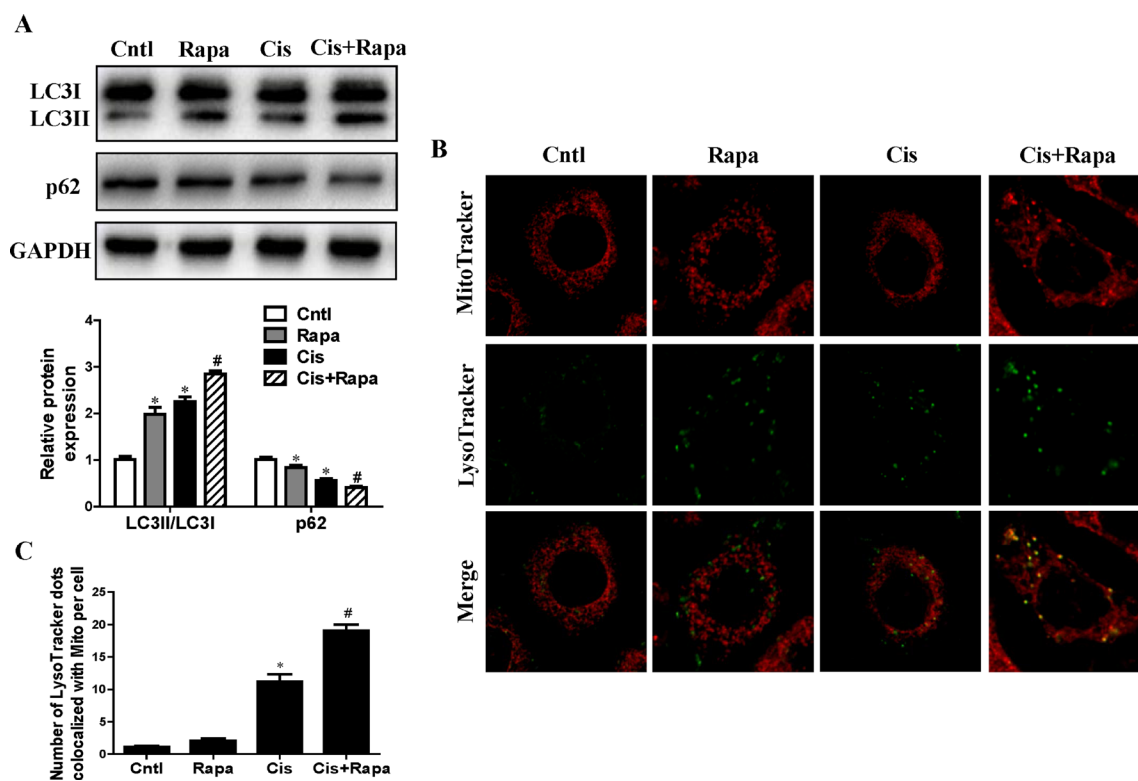 A
Cntl Rapa Cis Cis+Rapa
LC3I
LC3II
p62
GAPDH
Relative protein
expression
4
3
2
1
0
Cntl
Rapa
Cis
Cis+Rapa
* * #
* * #
LC3II/LC3I p62
B
Cntl Rapa Cis Cis+Rapa
MitoTracker
LysoTracker
Merge
C
Number of LysoTracker dots
colocalized with Mito per cell
25
20
15
10
5
0
* #
Cntl Rapa Cis Cis+Rapa